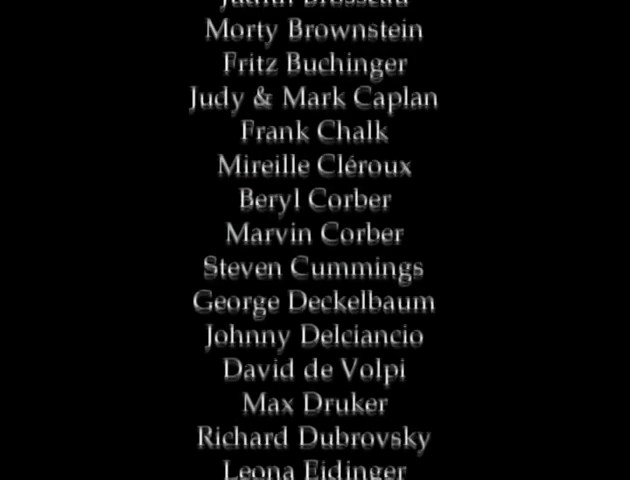 Judith Brosseau
Morty Brownstein
Fritz Buchinger
Judy & Mark Caplan
Frank Chalk
Mireille Cléroux
Beryl Corber
Marvin Corber
Steven Cummings
George Deckelbaum
Johnny Delciancio
David de Volpi
Max Druker
Richard Dubrovsky
Leona Eidinger